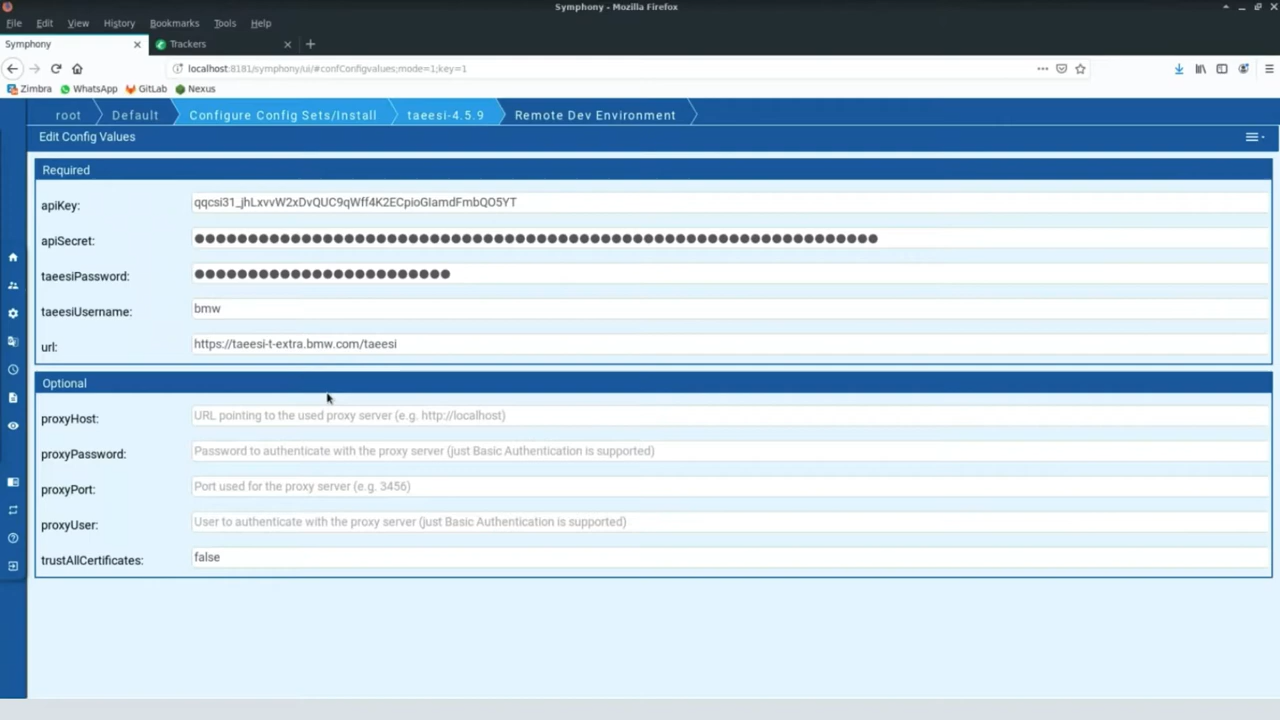 Symphony - Mozilla Firefox
File Edit View History Bookmarks Tools Help
Symphony Trackers
localhost:8181/symphony/ui/#confConfigvalues;mode=1;key=1
Zimbra WhatsApp GitLab Nexus
root Default Configure Config Sets/Install taeesi-4.5.9 Remote Dev Environment
Edit Config Values
Required
apiKey: qqcsi31_jhLxvvW2xDvQUC9qWff4K2ECpioGIamdFmbQO5YT
apiSecret:
taeesiPassword:
taeesiUsername: bmw
url: https://taeesi-t-extra.bmw.com/taeesi
Optional
proxyHost: URL pointing to the used proxy server (e.g. http://localhost)
proxyPassword: Password to authenticate with the proxy server (just Basic Authentication is supported)
proxyPort: Port used for the proxy server (e.g. 3456)
proxyUser: User to authenticate with the proxy server (just Basic Authentication is supported)
trustAllCertificates: false